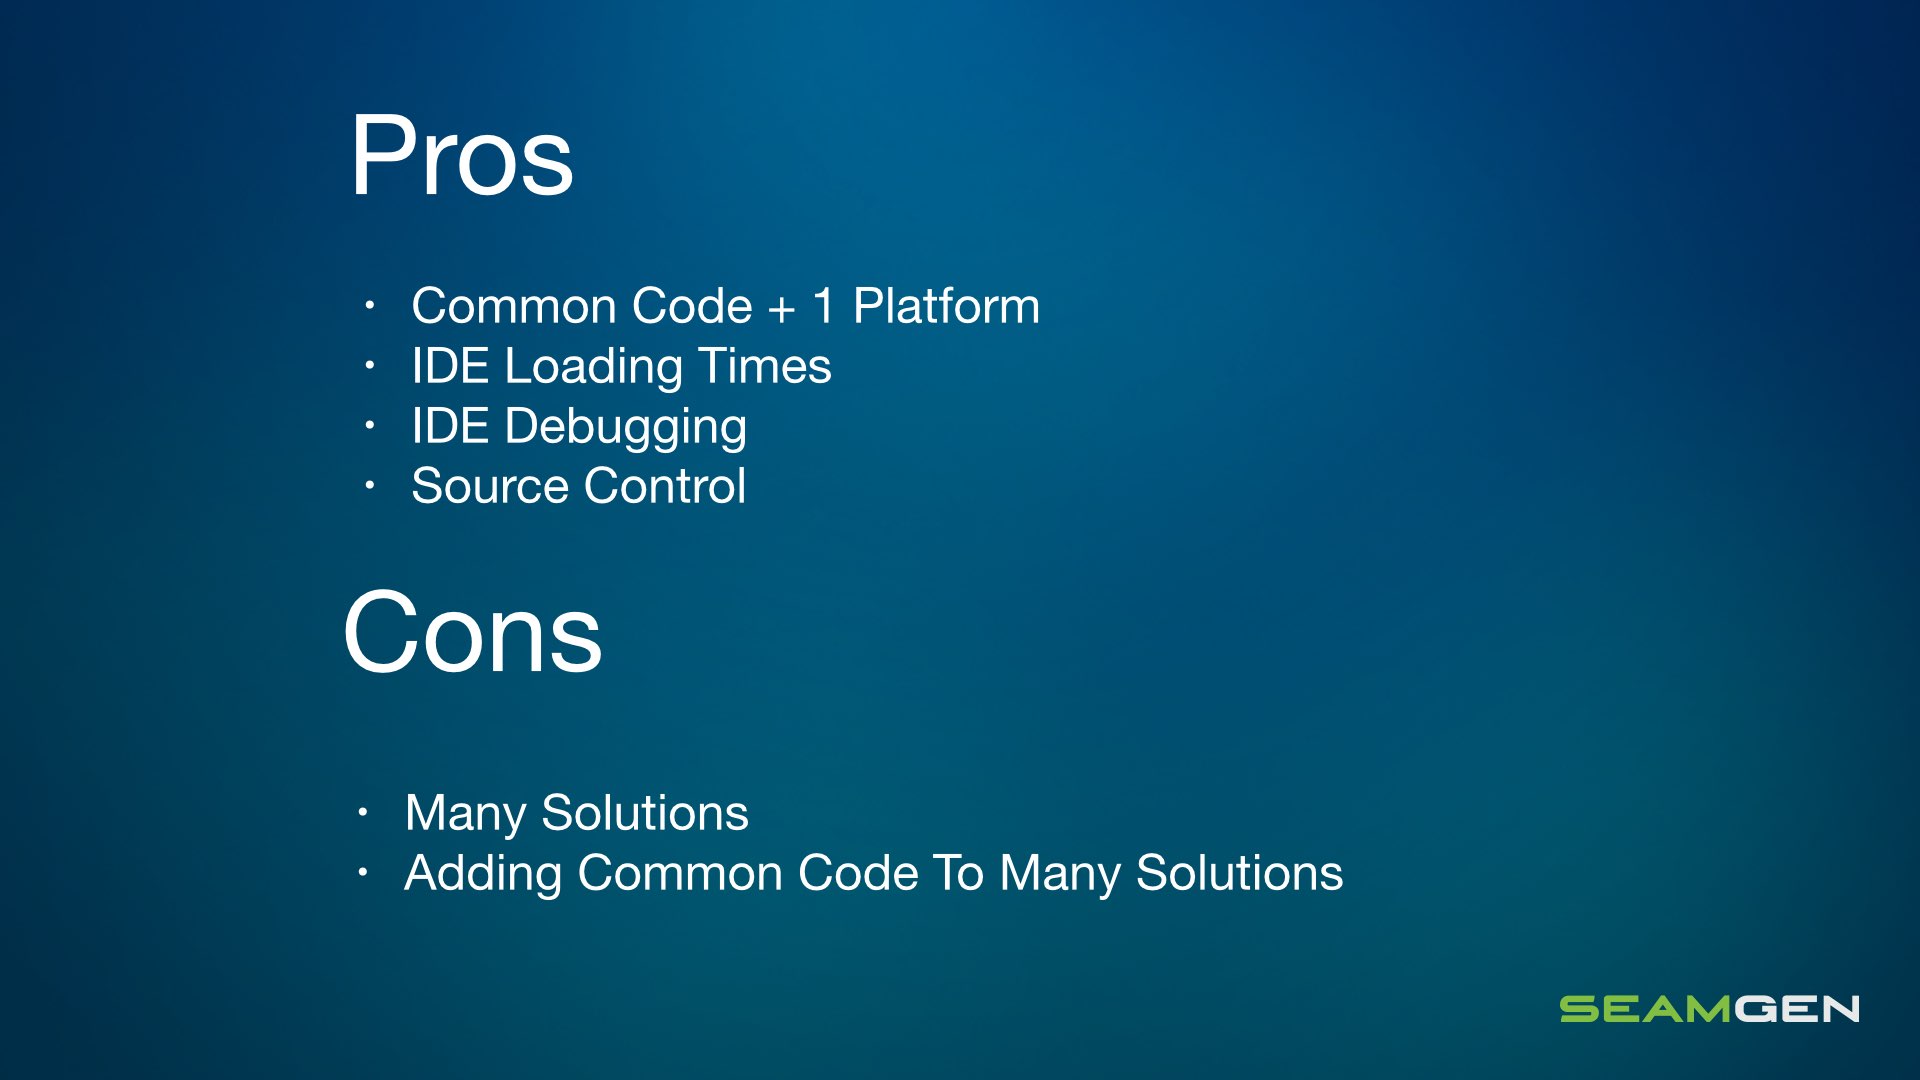 Pros
• Common Code + 1 Platform
• IDE Loading Times
• IDE Debugging
• Source Control
Cons
• Many Solutions
• Adding Common Code To Many Solutions
SEAMGEN